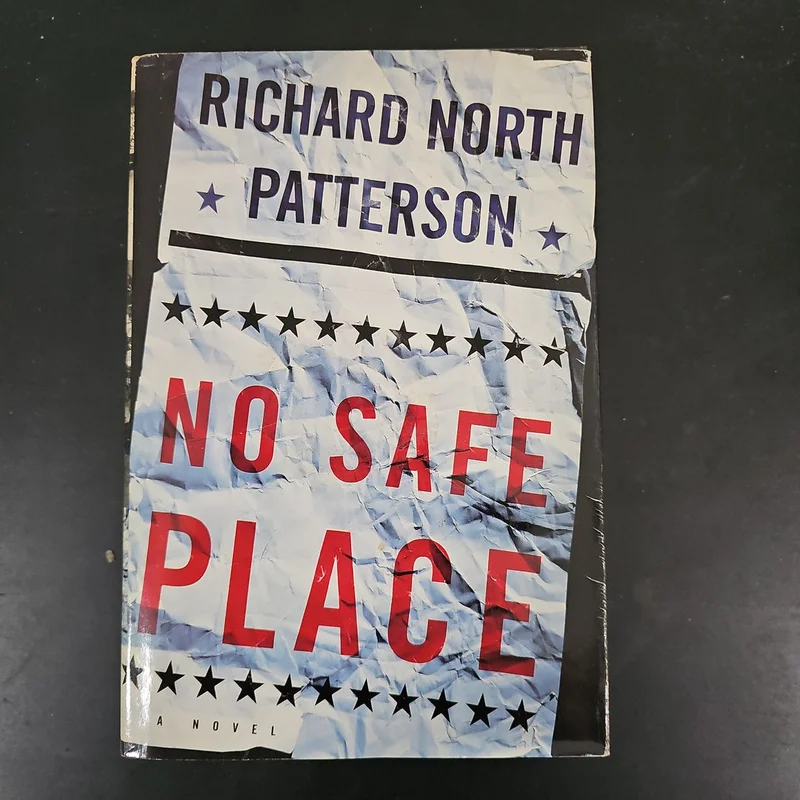 RICHARD NORTH
PATTERSON
NO SAFE
PLACE
A NOVEL